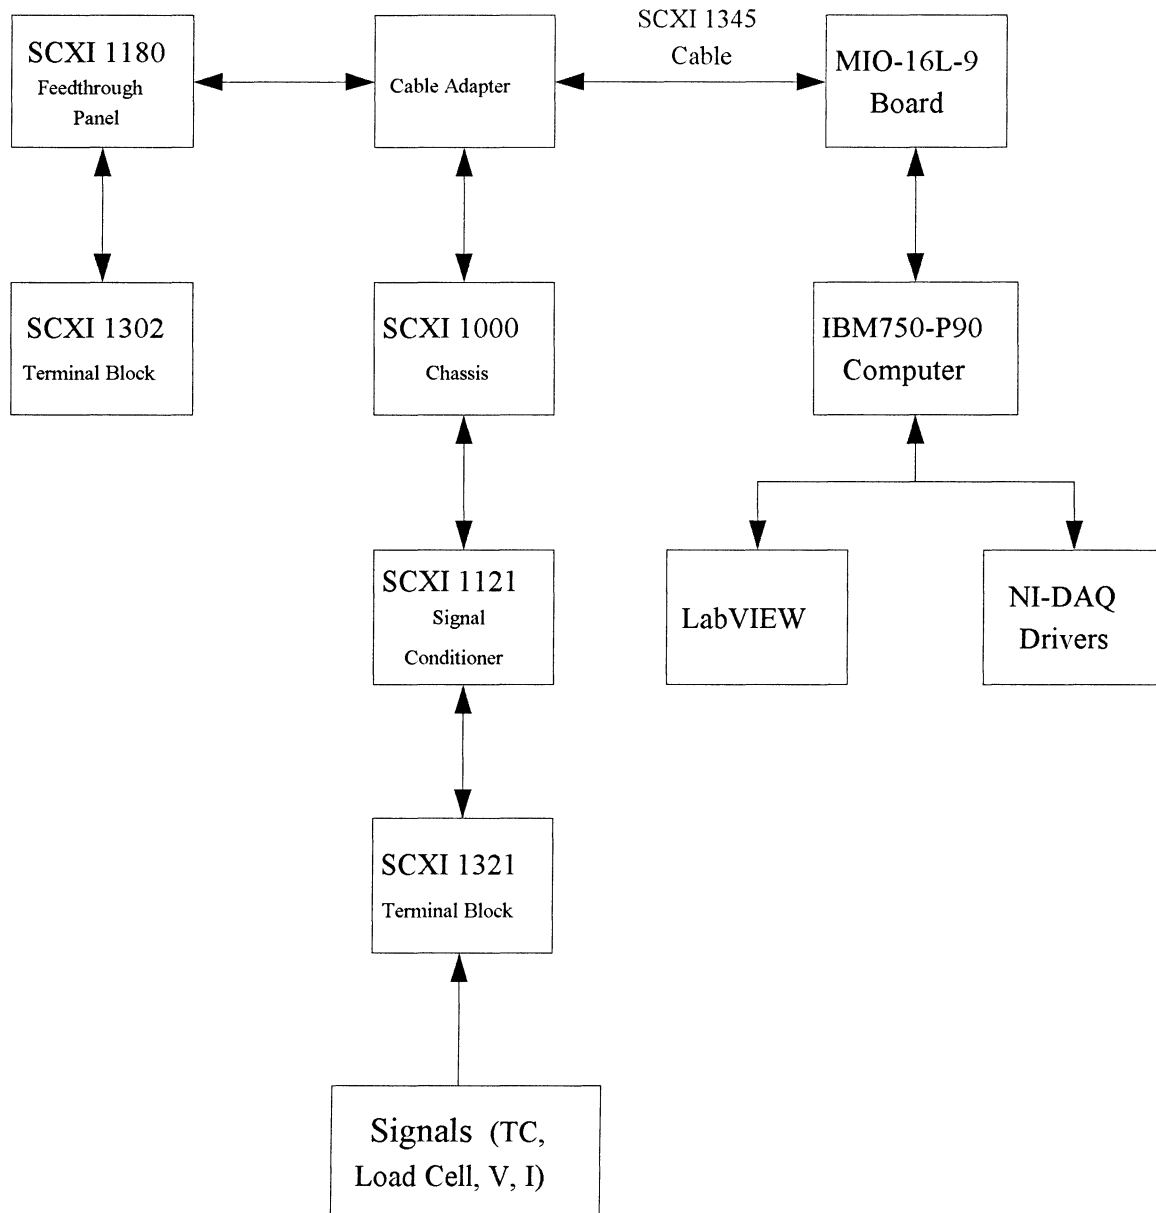 SCXI 1180
Feedthrough
Panel
Cable Adapter
SCXI 1345
Cable
MIO-16L-9
Board
SCXI 1302
Terminal Block
SCXI 1000
Chassis
IBM750-P90
Computer
SCXI 1121
Signal
Conditioner
LabVIEW
NI-DAQ
Drivers
SCXI 1321
Terminal Block
Signals (TC,
Load Cell, V, I)